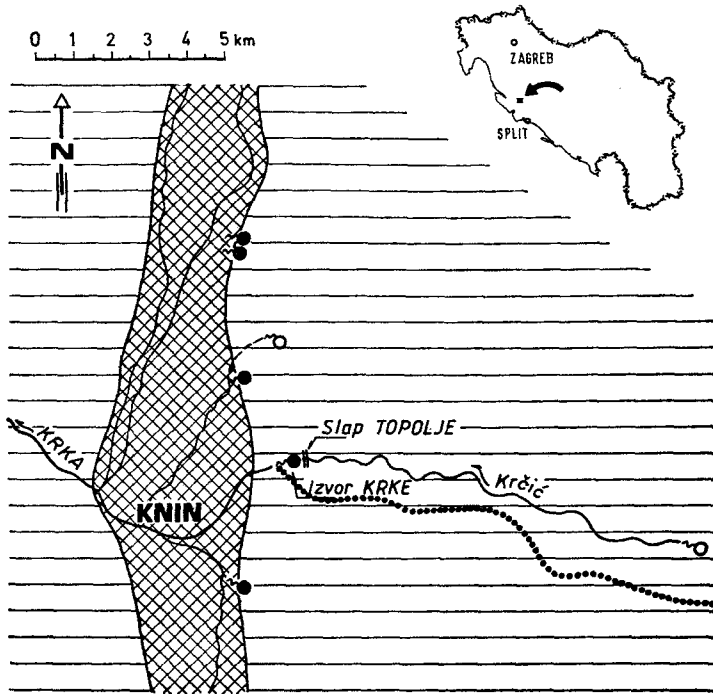 0 1 2 3 4 5 km
N
ZAGREB
SPLIT
Slap TOPOLJE
KRKA
Izvor KRKE
Krčić
KNIN